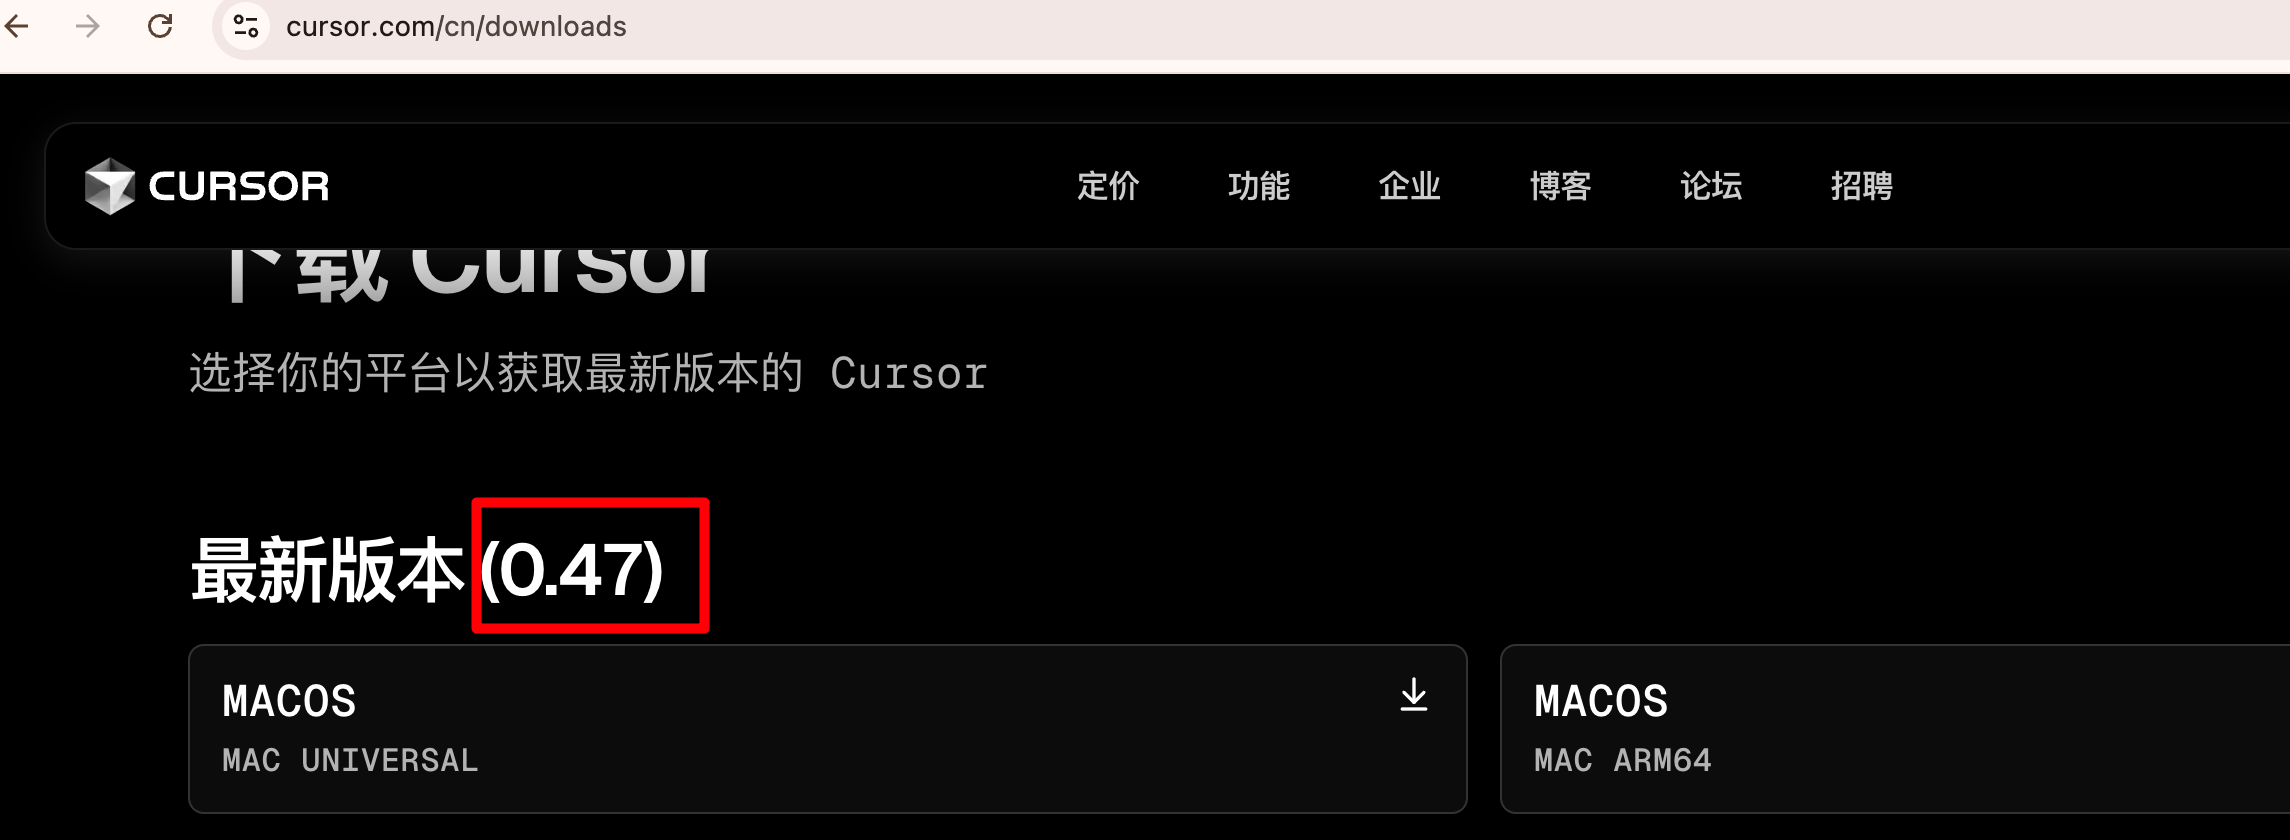 cursor.com/cn/downloads
CURSOR
定价 功能 企业 博客 论坛 招聘
下载 Cursor
选择你的平台以获取最新版本的 Cursor
最新版本 (0.47)
MACOS
MAC UNIVERSAL
MACOS
MAC ARM64